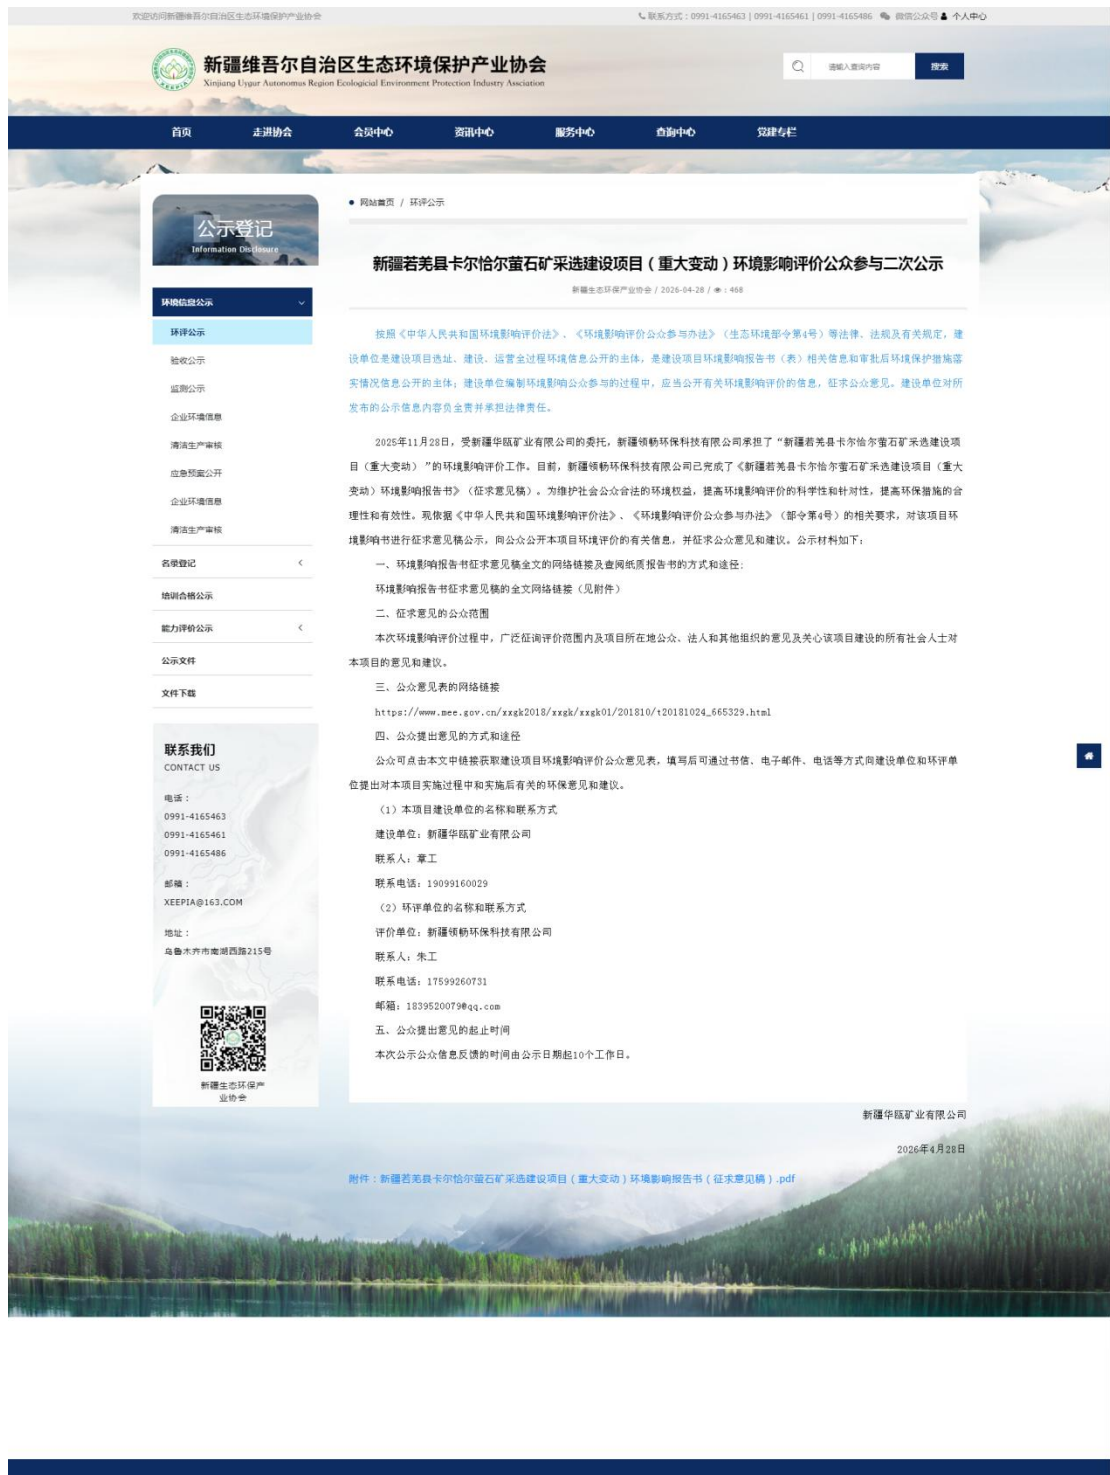 欢迎访问新疆维吾尔自治区生态环境保护产业协会
联系方式：0991-4165463 | 0991-4165461 | 0991-4165486 微信公众号 个人中心
新疆维吾尔自治区生态环境保护产业协会
Xinjiang Uygur Autonomus Region Ecologicial Environment Protection Industry Assciation
XEEPIA
请输入查询内容
搜索
首页 走进协会 会员中心 资讯中心 服务中心 查询中心 党建专栏
公示登记
Information Disclosure
环境信息公示
环评公示
验收公示
监测公示
企业环境信息
清洁生产审核
应急预案公开
企业环境信息
清洁生产审核
名录登记
培训合格公示
能力评价公示
公示文件
文件下载
联系我们
CONTACT US
电话：
0991-4165463
0991-4165461
0991-4165486
邮箱：
XEEPIA@163.COM
地址：
乌鲁木齐市南湖西路215号
新疆生态环保产
业协会
网站首页 / 环评公示
新疆若羌县卡尔恰尔萤石矿采选建设项目（重大变动）环境影响评价公众参与二次公示
新疆生态环保产业协会 / 2026-04-28 / ：468
按照《中华人民共和国环境影响评价法》、《环境影响评价公众参与办法》（生态环境部令第4号）等法律、法规及有关规定，建
设单位是建设项目选址、建设、运营全过程环境信息公开的主体，是建设项目环境影响报告书（表）相关信息和审批后环境保护措施落
实情况信息公开的主体；建设单位编制环境影响公众参与的过程中，应当公开有关环境影响评价的信息，征求公众意见。建设单位对所
发布的公示信息内容负全责并承担法律责任。
2025年11月28日，受新疆华瓯矿业有限公司的委托，新疆领畅环保科技有限公司承担了“新疆若羌县卡尔恰尔萤石矿采选建设项
目（重大变动）”的环境影响评价工作。目前，新疆领畅环保科技有限公司已完成了《新疆若羌县卡尔恰尔萤石矿采选建设项目（重大
变动）环境影响报告书》（征求意见稿）。为维护社会公众合法的环境权益，提高环境影响评价的科学性和针对性，提高环保措施的合
理性和有效性。现依据《中华人民共和国环境影响评价法》、《环境影响评价公众参与办法》（部令第4号）的相关要求，对该项目环
境影响书进行征求意见稿公示，向公众公开本项目环境评价的有关信息，并征求公众意见和建议。公示材料如下：
一、环境影响报告书征求意见稿全文的网络链接及查阅纸质报告书的方式和途径：
环境影响报告书征求意见稿的全文网络链接（见附件）
二、征求意见的公众范围
本次环境影响评价过程中，广泛征询评价范围内及项目所在地公众、法人和其他组织的意见及关心该项目建设的所有社会人士对
本项目的意见和建议。
三、公众意见表的网络链接
https://www.mee.gov.cn/xxgk2018/xxgk/xxgk01/201810/t20181024_665329.html
四、公众提出意见的方式和途径
公众可点击本文中链接获取建设项目环境影响评价公众意见表，填写后可通过书信、电子邮件、电话等方式向建设单位和环评单
位提出对本项目实施过程中和实施后有关的环保意见和建议。
（1）本项目建设单位的名称和联系方式
建设单位：新疆华瓯矿业有限公司
联系人：章工
联系电话：19099160029
（2）环评单位的名称和联系方式
评价单位：新疆领畅环保科技有限公司
联系人：朱工
联系电话：17599260731
邮箱：1839520079@qq.com
五、公众提出意见的起止时间
本次公示公众信息反馈的时间由公示日期起10个工作日。
新疆华瓯矿业有限公司
2026年4月28日
附件：新疆若羌县卡尔恰尔萤石矿采选建设项目（重大变动）环境影响报告书（征求意见稿）.pdf